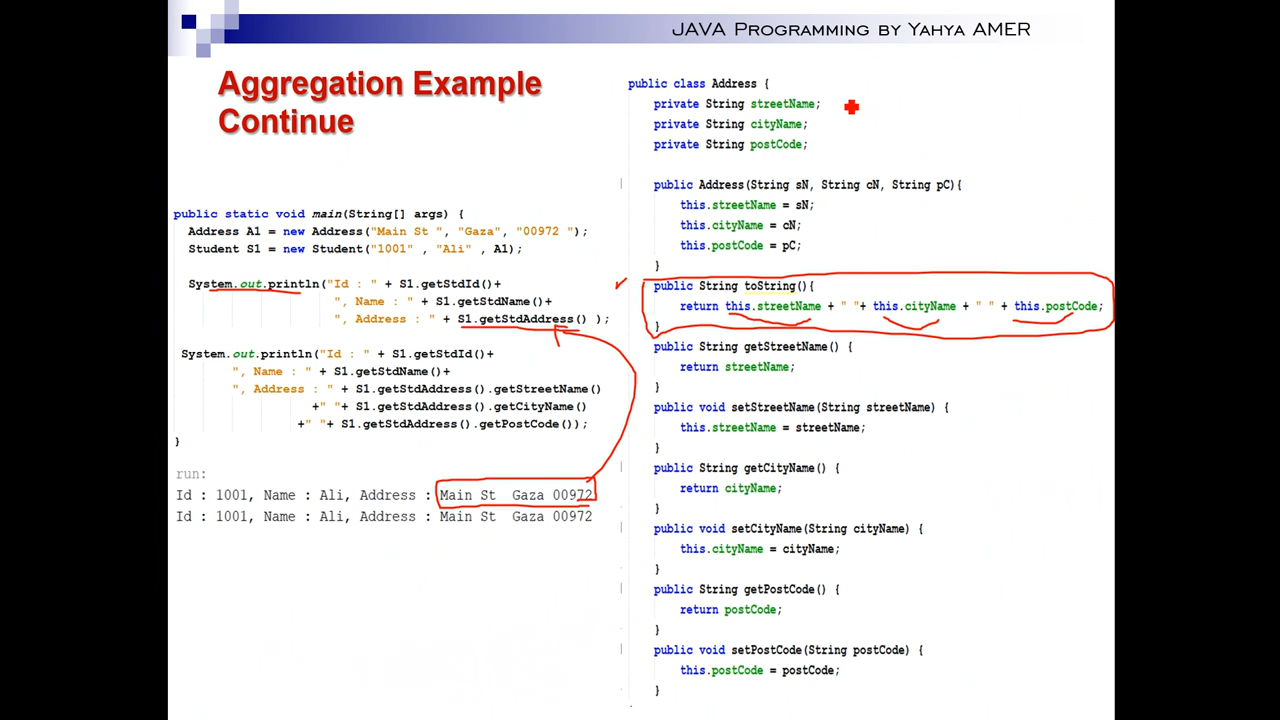 JAVA Programming by Yahya AMER
Aggregation Example
Continue
public static void main(String[] args) {
Address A1 = new Address("Main St ", "Gaza", "00972 ");
Student S1 = new Student("1001" , "Ali" , A1);
System.out.println("Id : " + S1.getStdId()+
", Name : " + S1.getStdName()+
", Address : " + S1.getStdAddress() );
System.out.println("Id : " + S1.getStdId()+
", Name : " + S1.getStdName()+
", Address : " + S1.getStdAddress().getStreetName()
+" "+ S1.getStdAddress().getCityName()
+" "+ S1.getStdAddress().getPostCode());
}
run:
Id : 1001, Name : Ali, Address : Main St  Gaza 00972
Id : 1001, Name : Ali, Address : Main St  Gaza 00972
public class Address {
private String streetName;
private String cityName;
private String postCode;
public Address(String sN, String cN, String pC){
this.streetName = sN;
this.cityName = cN;
this.postCode = pC;
}
public String toString(){
return this.streetName + " "+ this.cityName + " " + this.postCode;
}
public String getStreetName() {
return streetName;
}
public void setStreetName(String streetName) {
this.streetName = streetName;
}
public String getCityName() {
return cityName;
}
public void setCityName(String cityName) {
this.cityName = cityName;
}
public String getPostCode() {
return postCode;
}
public void setPostCode(String postCode) {
this.postCode = postCode;
}